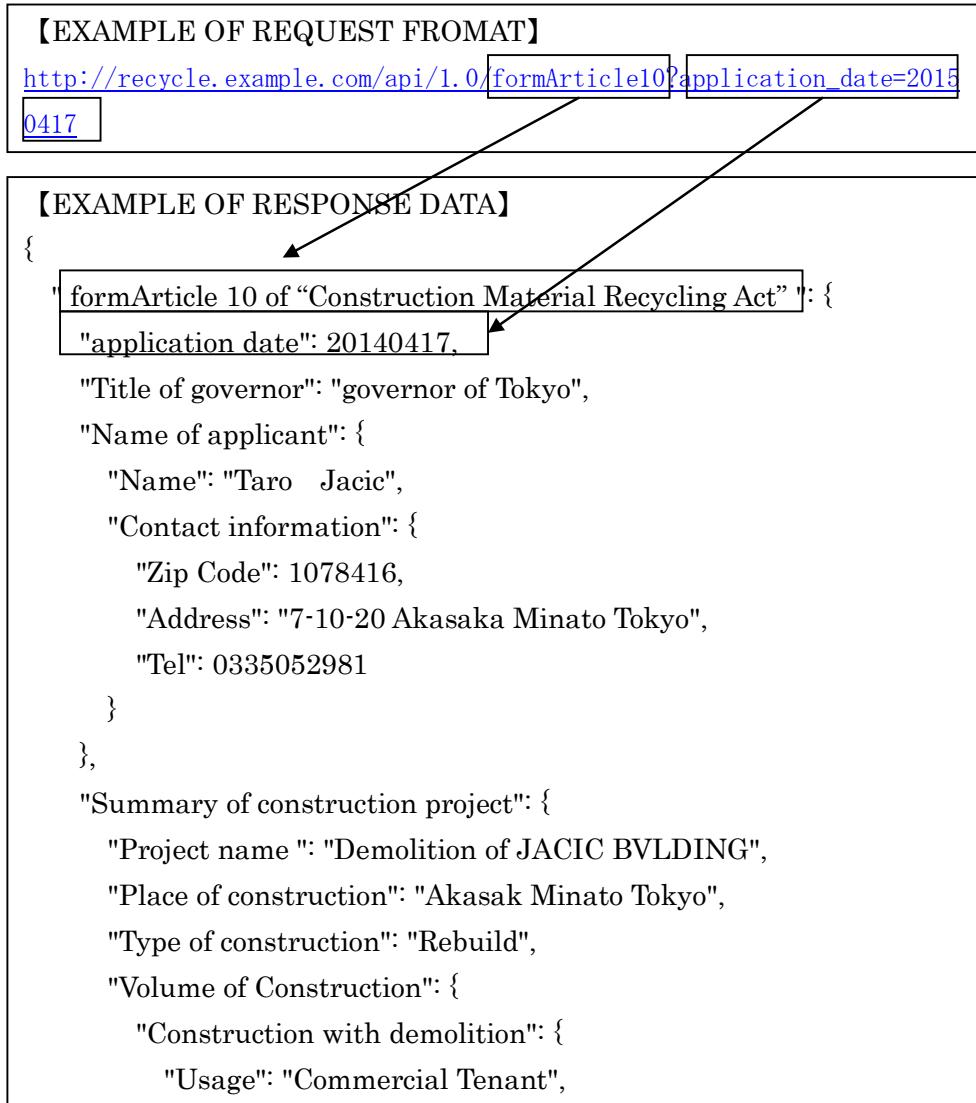 【EXAMPLE OF REQUEST FROMAT】
http://recycle.example.com/api/1.0/formArticle10?application_date=2015
0417
【EXAMPLE OF RESPONSE DATA】
{
" formArticle 10 of “Construction Material Recycling Act” ": {
"application date": 20140417,
"Title of governor": "governor of Tokyo",
"Name of applicant": {
"Name": "Taro　Jacic",
"Contact information": {
"Zip Code": 1078416,
"Address": "7-10-20 Akasaka Minato Tokyo",
"Tel": 0335052981
}
},
"Summary of construction project": {
"Project name ": "Demolition of JACIC BVLDING",
"Place of construction": "Akasak Minato Tokyo",
"Type of construction": "Rebuild",
"Volume of Construction": {
"Construction with demolition": {
"Usage": "Commercial Tenant",